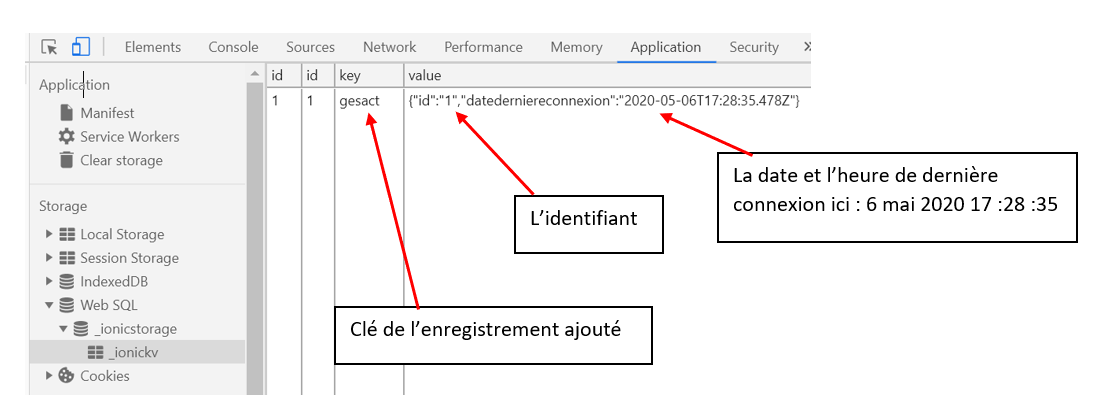 Elements Console Sources Network Performance Memory Application Security »
Application
Manifest
Service Workers
Clear storage
Storage
Local Storage
Session Storage
IndexedDB
Web SQL
_ionicstorage
_ionickv
Cookies
id id key value
1 1 gesact {"id":"1","datederniereconnexion":"2020-05-06T17:28:35.478Z"}
La date et l’heure de dernière
connexion ici : 6 mai 2020 17 :28 :35
L’identifiant
Clé de l’enregistrement ajouté